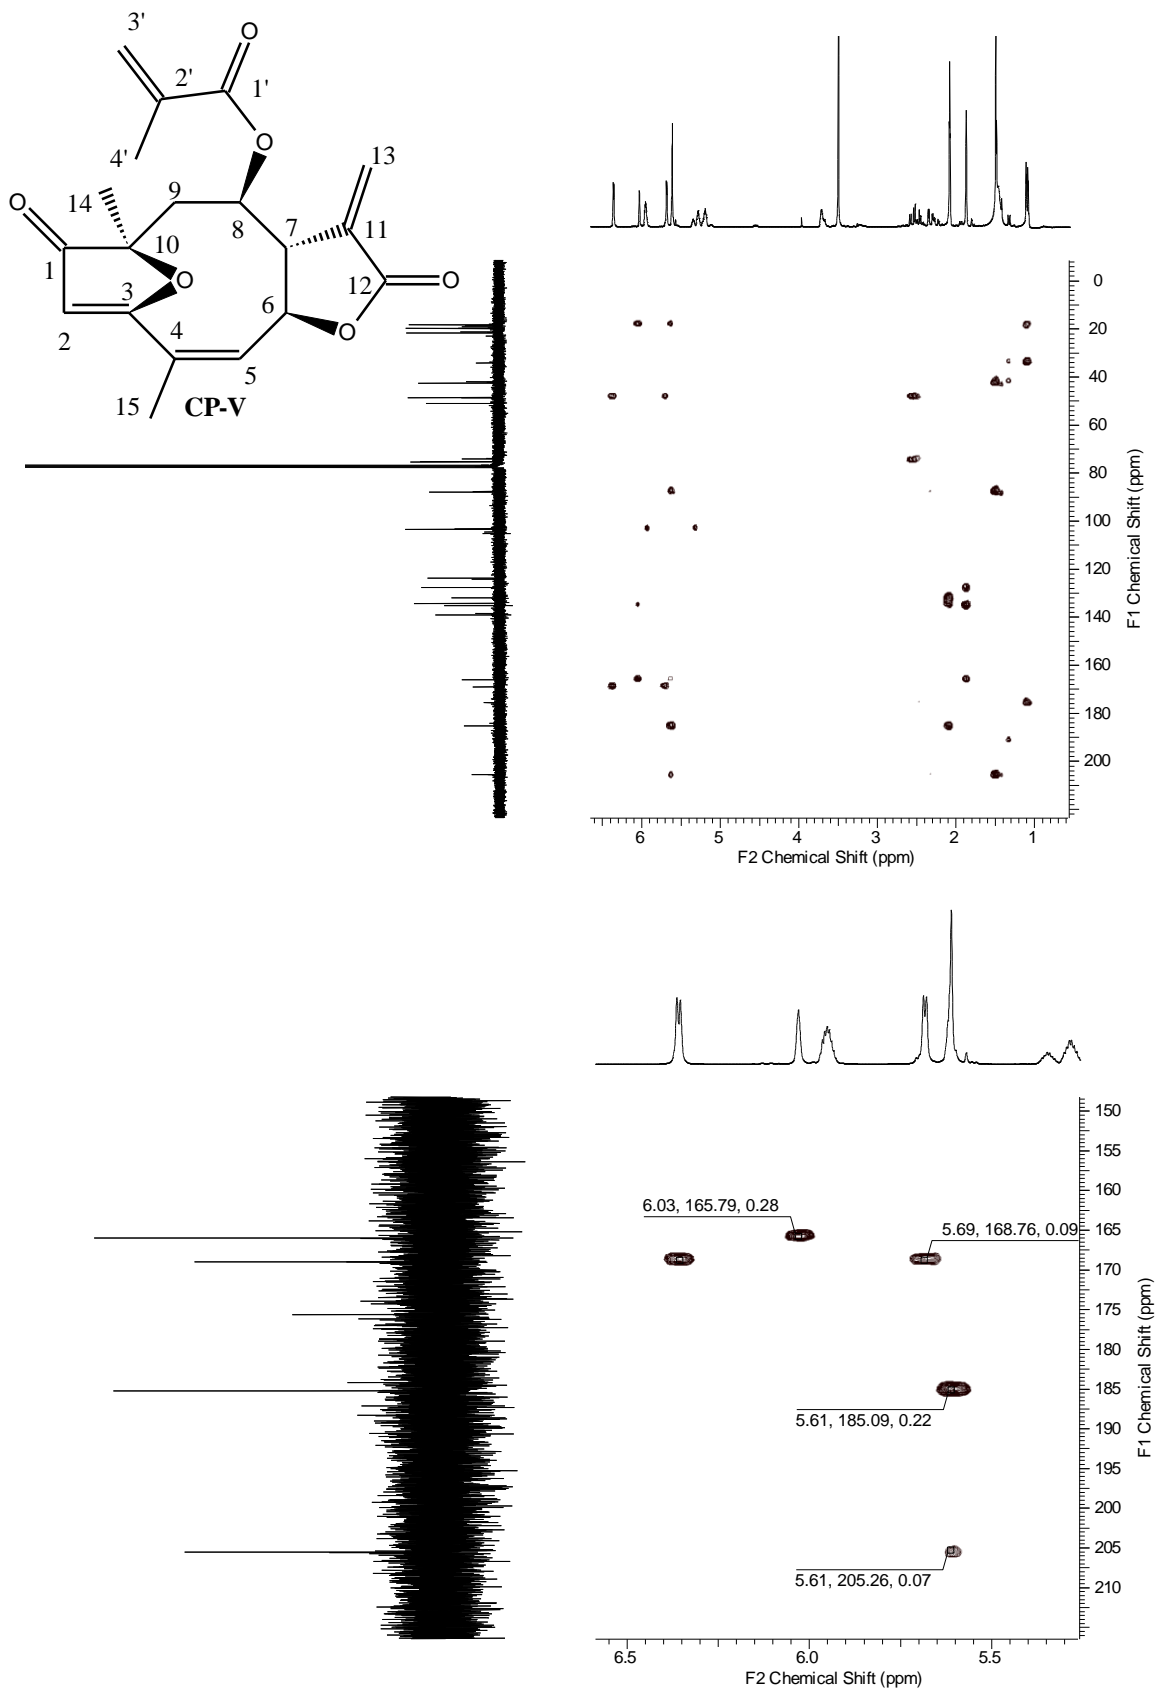 3'
O
2'
1'
O
4'
13
14
9
O
8
7
11
10
1
O
12
O
3
6
O
2
4
5
15
CP-V
0
20
40
60
80
100
120
140
160
180
200
F1 Chemical Shift (ppm)
6 5 4 3 2 1
F2 Chemical Shift (ppm)
150
155
160
6.03, 165.79, 0.28
165
5.69, 168.76, 0.09
170
175
180
185
5.61, 185.09, 0.22
190
195
200
205
5.61, 205.26, 0.07
210
F1 Chemical Shift (ppm)
6.5 6.0 5.5
F2 Chemical Shift (ppm)